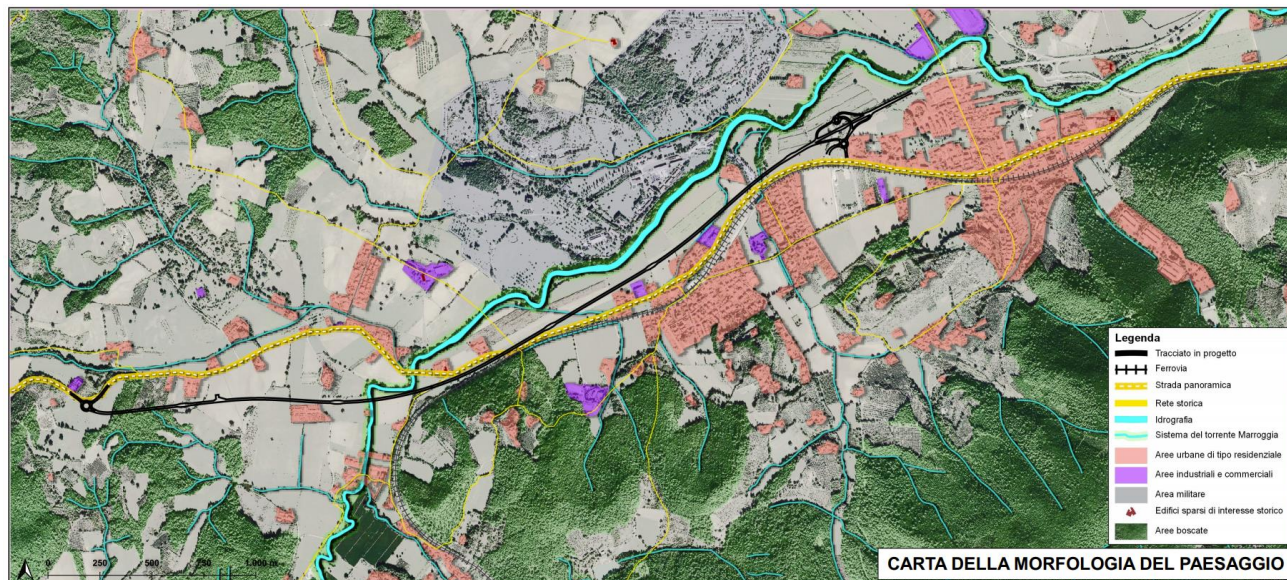 Legenda
Tracciato in progetto
Ferrovia
Strada panoramica
Rete storica
Idrografia
Sistema del torrente Marroggia
Aree urbane di tipo residenziale
Aree industriali e commerciali
Area militare
Edifici sparsi di interesse storico
Aree boscate
0 250 500 750 1.000 m
CARTA DELLA MORFOLOGIA DEL PAESAGGIO